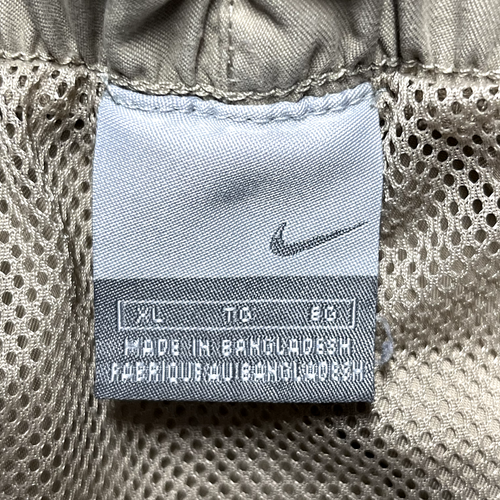 XL TG EG
MADE IN BANGLADESH
FABRIQUE AU BANGLADESH